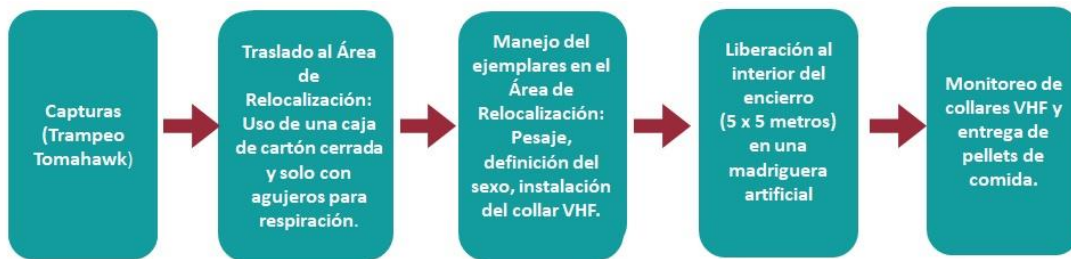 Capturas
(Trampeo
Tomahawk)
Traslado al Área
de
Relocalización:
Uso de una caja
de cartón cerrada
y solo con
agujeros para
respiración.
Manejo del
ejemplares en el
Área de
Relocalización:
Pesaje,
definición del
sexo, instalación
del collar VHF.
Liberación al
interior del
encierro
(5 x 5 metros)
en una
madriguera
artificial
Monitoreo de
collares VHF y
entrega de
pellets de
comida.